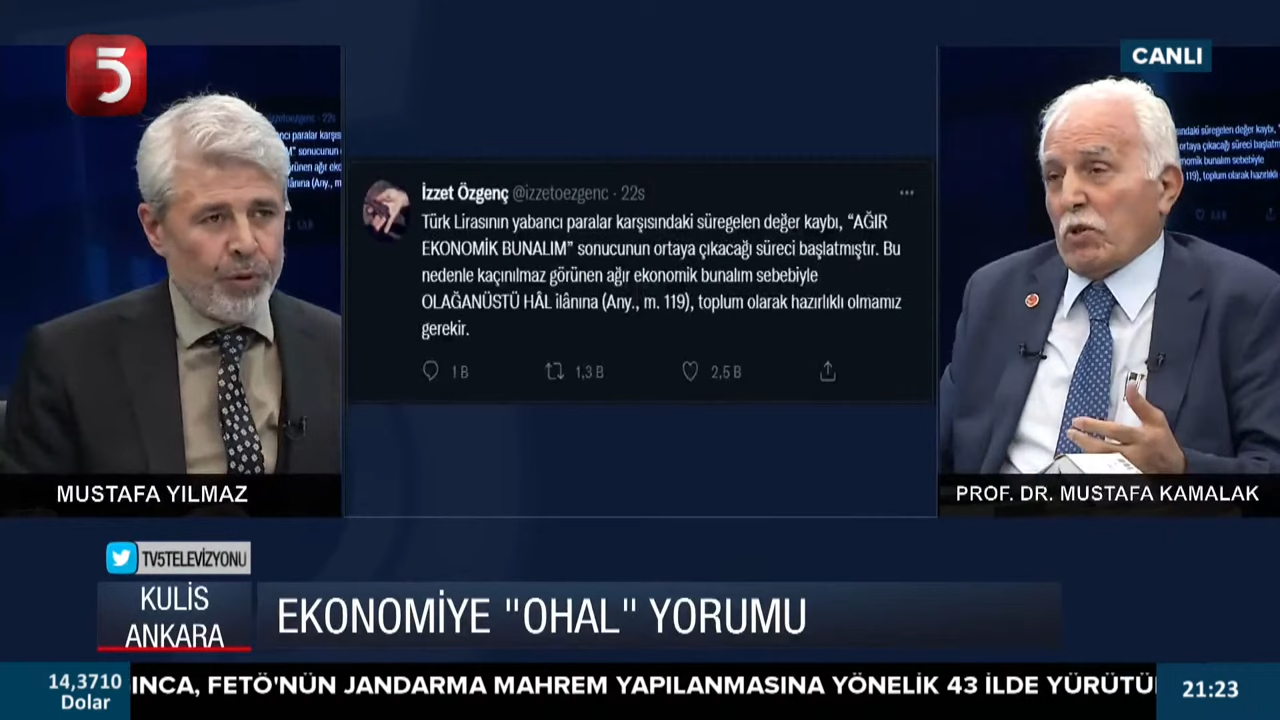 5
CANLI
İzzet Özgenç @izzetoezgenc · 22s
Türk Lirasının yabancı paralar karşısındaki süregelen değer kaybı, “AĞIR
EKONOMİK BUNALIM” sonucunun ortaya çıkacağı süreci başlatmıştır. Bu
nedenle kaçınılmaz görünen ağır ekonomik bunalım sebebiyle
OLAĞANÜSTÜ HÂL ilânına (Any., m. 119), toplum olarak hazırlıklı olmamız
gerekir.
1 B 1,3 B 2,5 B
MUSTAFA YILMAZ
PROF. DR. MUSTAFA KAMALAK
TV5TELEVİZYONU
KULİS
ANKARA
EKONOMİYE "OHAL" YORUMU
14,3710
Dolar
INCA, FETÖ'NÜN JANDARMA MAHREM YAPILANMASINA YÖNELİK 43 İLDE YÜRÜTÜ
21:23